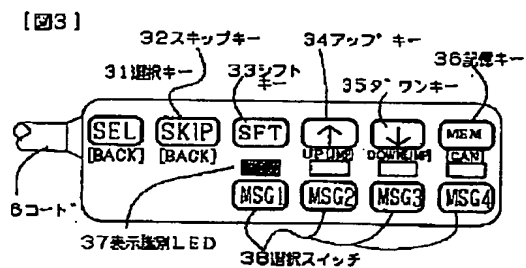 [図3]
32スキップキー
34アップ キー
36記憶キー
31選択キー
33シフトキー
35ダウンキー
SEL SKIP SFT ↑ ↓ MEM
[BACK] [BACK] UP[JMP] DOWN[JMP] [CAN]
MSG1 MSG2 MSG3 MSG4
6コード
37表示識別LED
38選択スイッチ